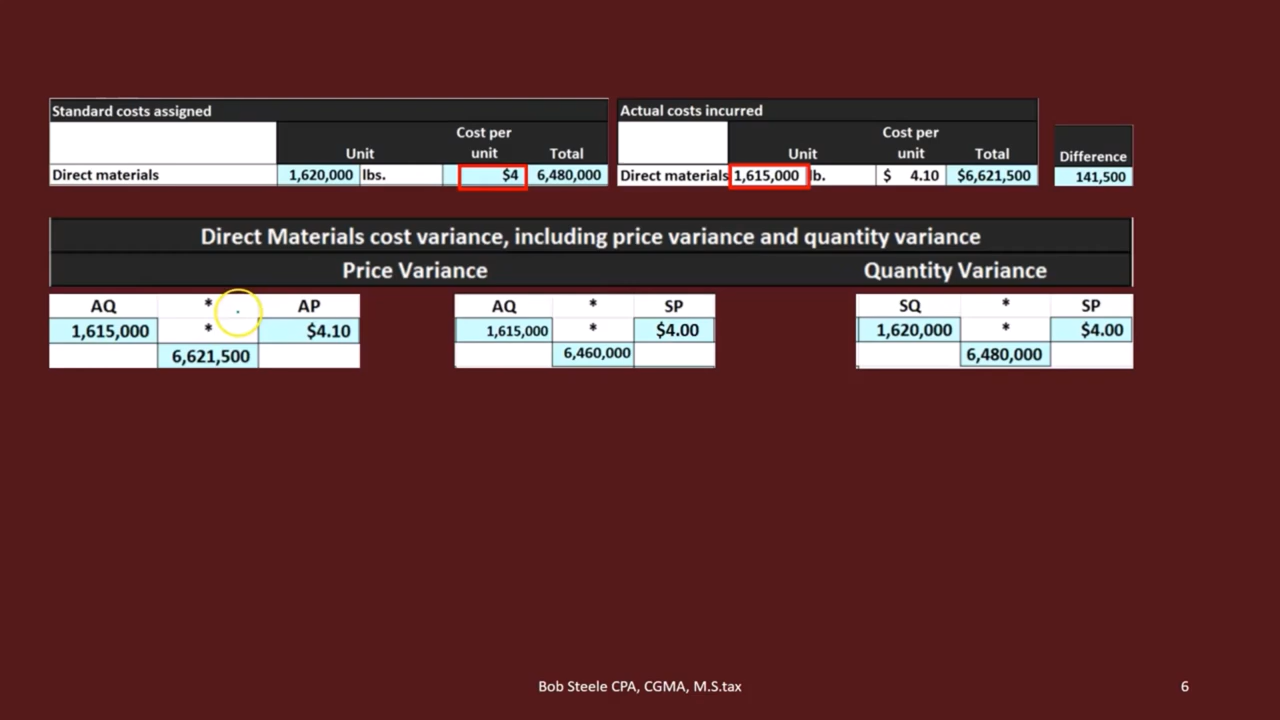 Standard costs assigned
Unit Cost per unit Total
Direct materials 1,620,000 lbs. $4 6,480,000
Actual costs incurred
Unit Cost per unit Total
Direct materials 1,615,000 lb. $ 4.10 $6,621,500
Difference
141,500
Direct Materials cost variance, including price variance and quantity variance
Price Variance Quantity Variance
AQ * AP
1,615,000 * $4.10
6,621,500
AQ * SP
1,615,000 * $4.00
6,460,000
SQ * SP
1,620,000 * $4.00
6,480,000
Bob Steele CPA, CGMA, M.S.tax
6